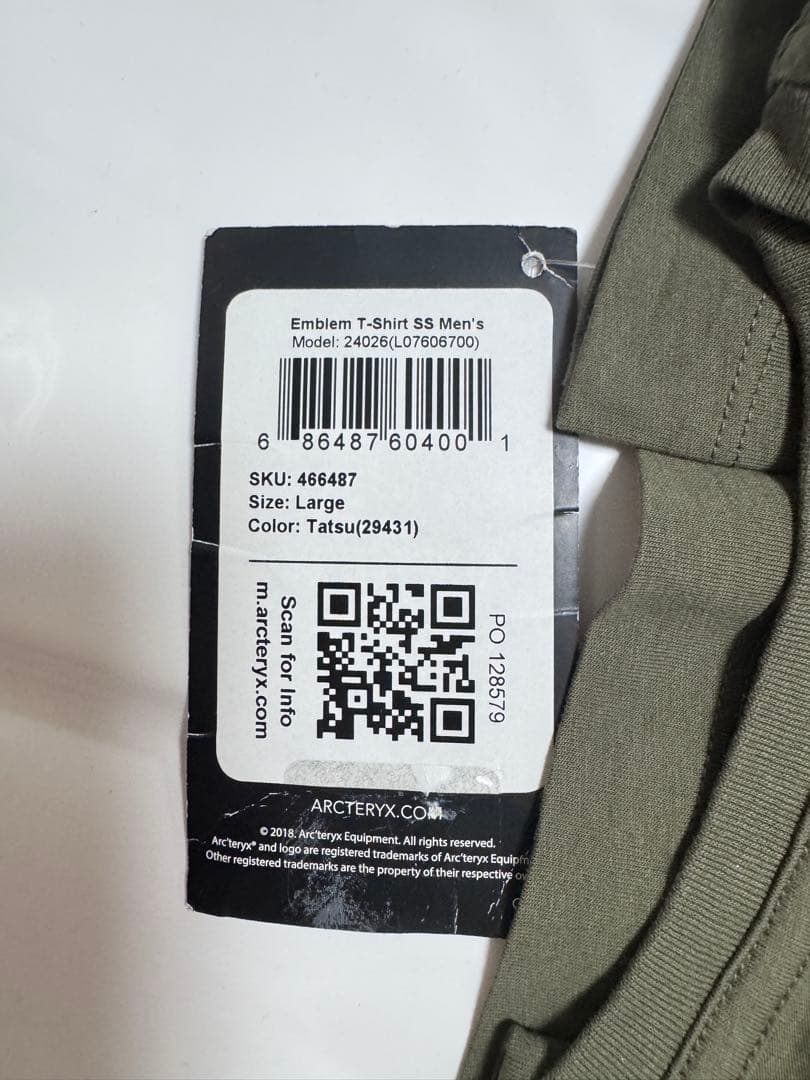 Emblem T-Shirt SS Men's
Model: 24026(L07606700)
6 86487 60400 1
SKU: 466487
Size: Large
Color: Tatsu(29431)
Scan for Info
m.arcteryx.com
PO 128579
ARCTERYX.COM
© 2018. Arc'teryx Equipment. All rights reserved.
Arc'teryx® and logo are registered trademarks of Arc'teryx Equipm
Other registered trademarks are the property of their respective